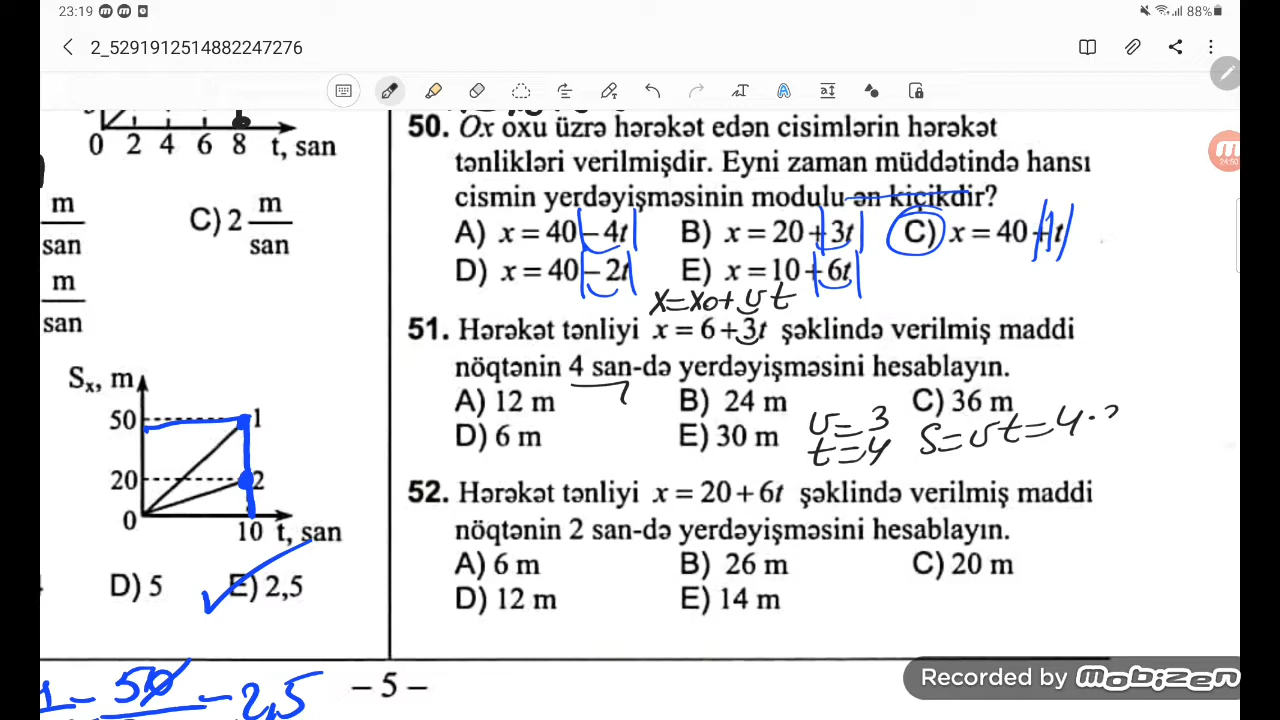 23:19
88%
2_5291912514882247276
0 2 4 6 8 t, san
m
san
C) 2 m
san
m
san
Sₓ, m
50
1
20
2
0
10 t, san
D) 5 E) 2,5
50. Ox oxu üzrə hərəkət edən cisimlərin hərəkət
tənlikləri verilmişdir. Eyni zaman müddətində hansı
cismin yerdəyişməsinin modulu ən kiçikdir?
A) x = 40 − 4t B) x = 20 + 3t C) x = 40 + t
D) x = 40 − 2t E) x = 10 + 6t
x=x0+υt
51. Hərəkət tənliyi x = 6 + 3t şəklində verilmiş maddi
nöqtənin 4 san-də yerdəyişməsini hesablayın.
A) 12 m B) 24 m C) 36 m
D) 6 m E) 30 m
υ=3
t=4
S=υt=4·
52. Hərəkət tənliyi x = 20 + 6t şəklində verilmiş maddi
nöqtənin 2 san-də yerdəyişməsini hesablayın.
A) 6 m B) 26 m C) 20 m
D) 12 m E) 14 m
– 5 –
Recorded by mobizen